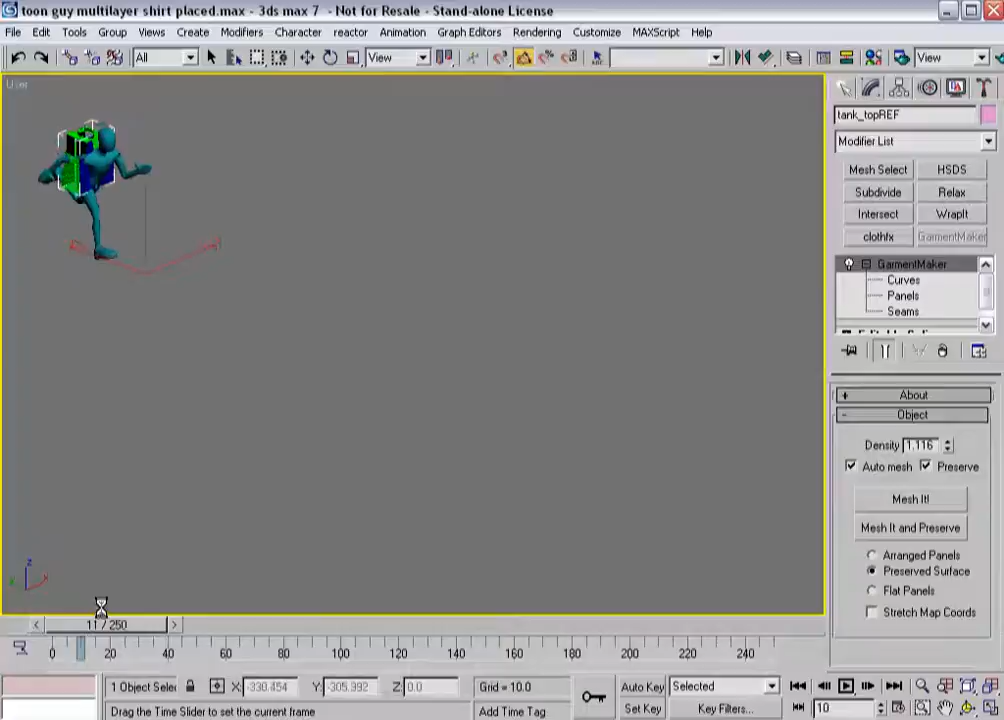 toon guy multilayer shirt placed.max - 3ds max 7 - Not for Resale - Stand-alone License
File Edit Tools Group Views Create Modifiers Character reactor Animation Graph Editors Rendering Customize MAXScript Help
All View View
User
tank_topREF
Modifier List
Mesh Select HSDS
Subdivide Relax
Intersect WrapIt
clothfx GarmentMaker
GarmentMaker
Curves
Panels
Seams
+ About
- Object
Density 1.116
Auto mesh Preserve
Mesh It!
Mesh It and Preserve
Arranged Panels
Preserved Surface
Flat Panels
Stretch Map Coords
z
< 11 / 250 >
0 20 40 60 80 100 120 140 160 180 200 220 240
1 Object Selec X: -330.454 Y: -305.992 Z: 0.0 Grid = 10.0 Auto Key Selected
Drag the Time Slider to set the current frame Add Time Tag Set Key Key Filters... 10